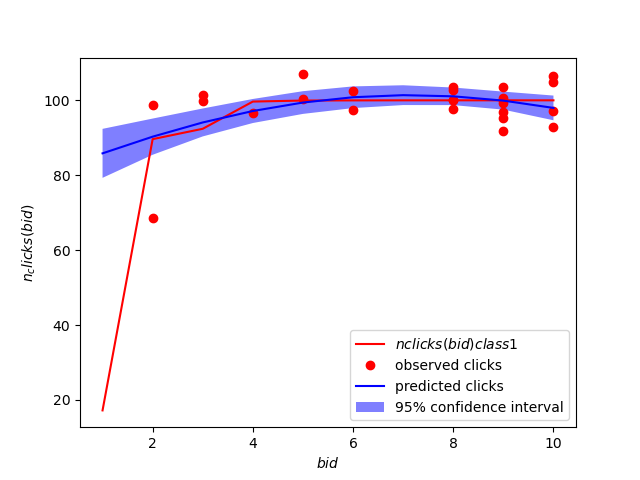 100
80
60
40
20
n_clicks(bid)
nclicks(bid)class1
observed clicks
predicted clicks
95% confidence interval
2 4 6 8 10
bid